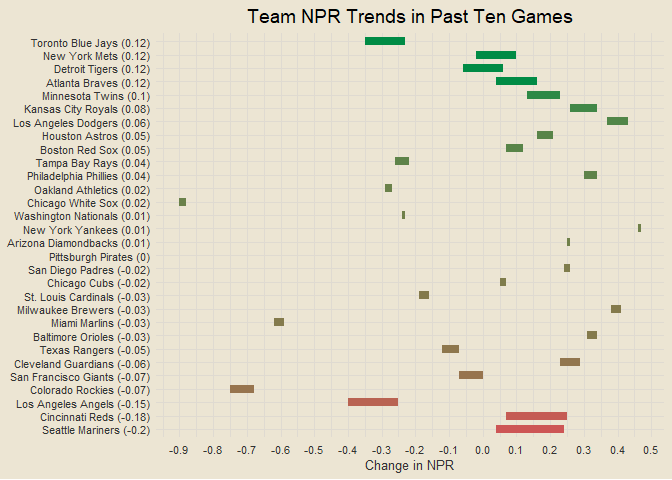 Team NPR Trends in Past Ten Games
Toronto Blue Jays (0.12)
New York Mets (0.12)
Detroit Tigers (0.12)
Atlanta Braves (0.12)
Minnesota Twins (0.1)
Kansas City Royals (0.08)
Los Angeles Dodgers (0.06)
Houston Astros (0.05)
Boston Red Sox (0.05)
Tampa Bay Rays (0.04)
Philadelphia Phillies (0.04)
Oakland Athletics (0.02)
Chicago White Sox (0.02)
Washington Nationals (0.01)
New York Yankees (0.01)
Arizona Diamondbacks (0.01)
Pittsburgh Pirates (0)
San Diego Padres (-0.02)
Chicago Cubs (-0.02)
St. Louis Cardinals (-0.03)
Milwaukee Brewers (-0.03)
Miami Marlins (-0.03)
Baltimore Orioles (-0.03)
Texas Rangers (-0.05)
Cleveland Guardians (-0.06)
San Francisco Giants (-0.07)
Colorado Rockies (-0.07)
Los Angeles Angels (-0.15)
Cincinnati Reds (-0.18)
Seattle Mariners (-0.2)
-0.9 -0.7 -0.6 -0.5 -0.4 -0.3 -0.2 -0.1 0.0 0.1 0.2 0.3 0.4 0.5
Change in NPR